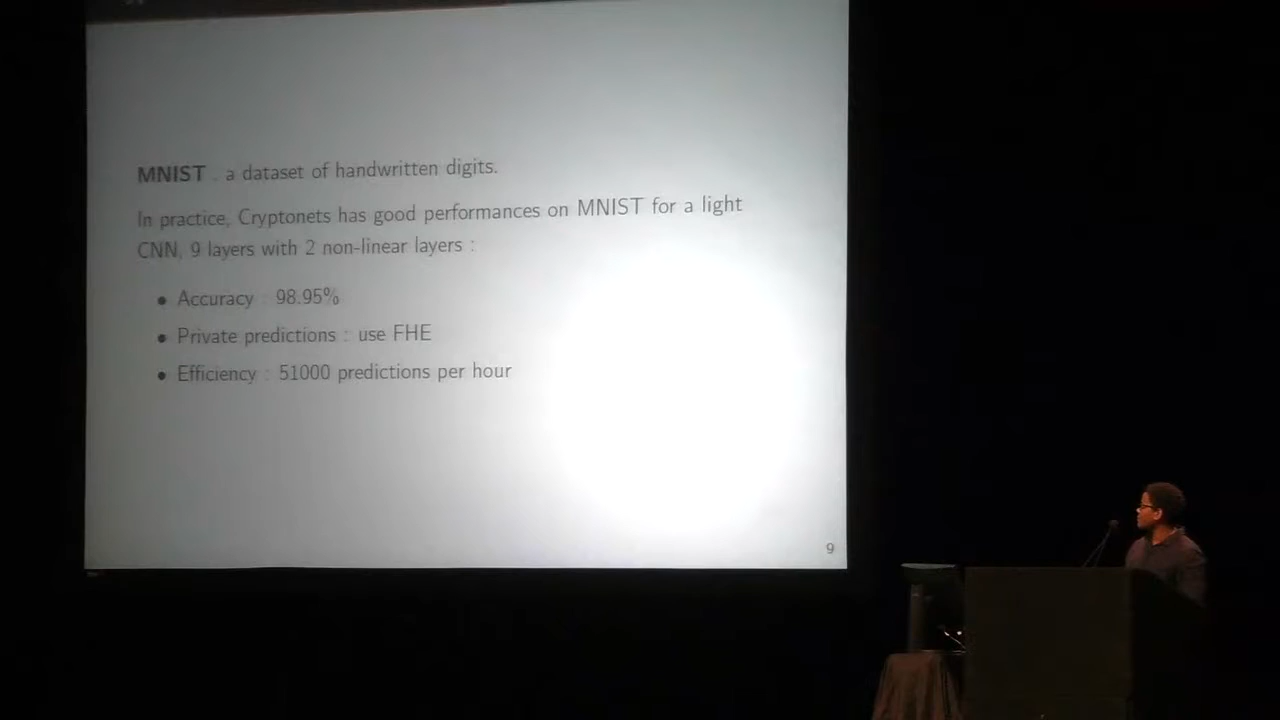 MNIST : a dataset of handwritten digits.
In practice, Cryptonets has good performances on MNIST for a light
CNN, 9 layers with 2 non-linear layers :
• Accuracy : 98.95%
• Private predictions : use FHE
• Efficiency : 51000 predictions per hour
9